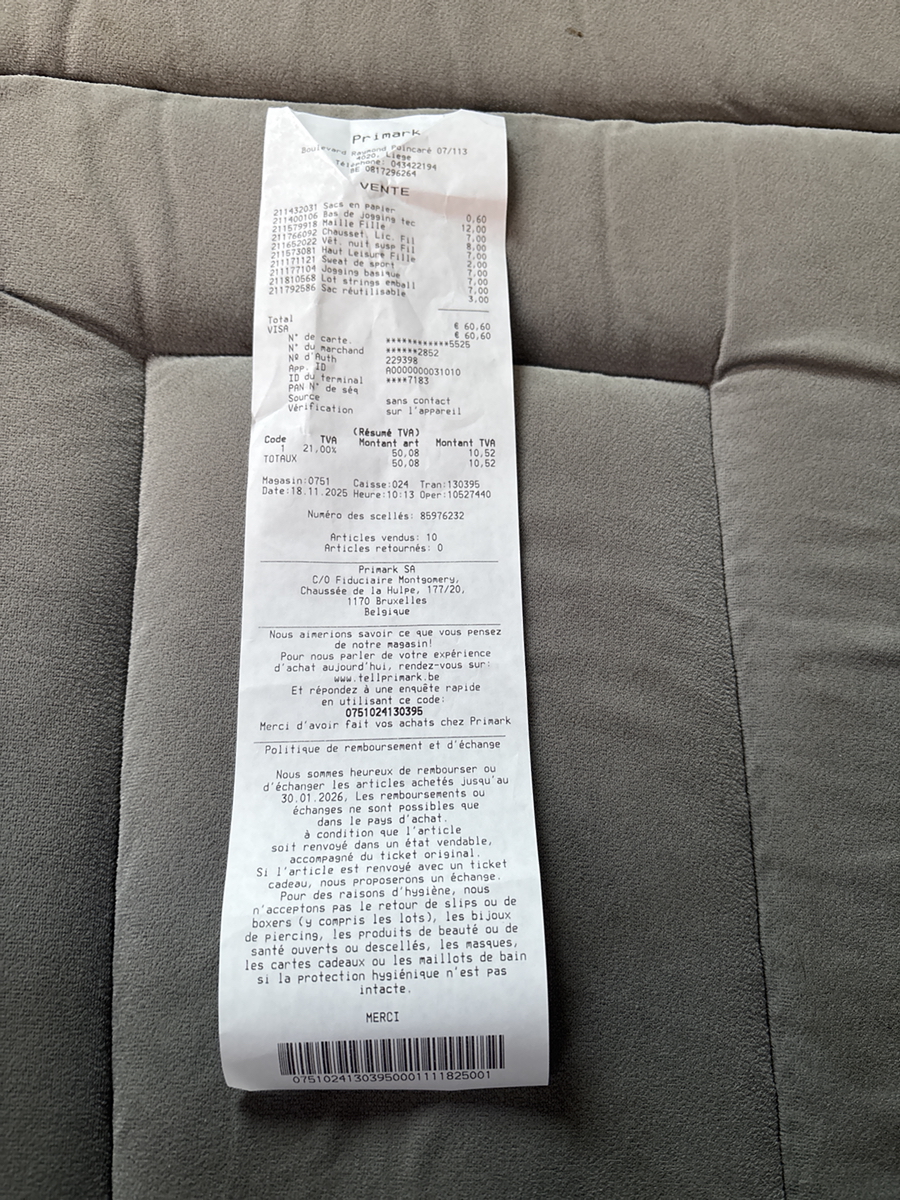 Primark
Boulevard Raymond Poincaré 07/113
4020, Liege
Téléphone: 043422194
BE 0817296264
VENTE
211432031 Sacs en papier 0,60
211400106 Bas de jogging tec 12,00
211579918 Maille Fille 7,00
211766092 Chausset. Lic. Fil 8,00
211652022 Vêt. nuit susp Fil 7,00
211573081 Haut Leisure Fille 2,00
211171121 Sweat de sport 7,00
211177104 Jogging basique 7,00
211810568 Lot strings emball 7,00
211792586 Sac réutilisable 3,00
Total € 60,60
VISA € 60,60
N° de carte. ************5525
N° du marchand ******2852
Nº d'Auth 229398
App. ID A0000000031010
ID du terminal ****7183
PAN N° de séq
Source sans contact
Vérification sur l'appareil
(Résumé TVA)
Code TVA Montant art Montant TVA
1 21,00% 50,08 10,52
TOTAUX 50,08 10,52
Magasin:0751 Caisse:024 Tran:130395
Date:18.11.2025 Heure:10:13 Oper:10527440
Numéro des scellés: 85976232
Articles vendus: 10
Articles retournés: 0
Primark SA
C/O Fiduciaire Montgomery,
Chaussée de la Hulpe, 177/20,
1170 Bruxelles
Belgique
Nous aimerions savoir ce que vous pensez
de notre magasin!
Pour nous parler de votre expérience
d'achat aujourd'hui, rendez-vous sur:
www.tellprimark.be
Et répondez à une enquête rapide
en utilisant ce code:
0751024130395
Merci d'avoir fait vos achats chez Primark
Politique de remboursement et d'échange
Nous sommes heureux de rembourser ou
d'échanger les articles achetés jusqu'au
30.01.2026, Les remboursements ou
échanges ne sont possibles que
dans le pays d'achat.
à condition que l'article
soit renvoyé dans un état vendable,
accompagné du ticket original.
Si l'article est renvoyé avec un ticket
cadeau, nous proposerons un échange.
Pour des raisons d'hygiène, nous
n'acceptons pas le retour de slips ou de
boxers (y compris les lots), les bijoux
de piercing, les produits de beauté ou de
santé ouverts ou descellés, les masques,
les cartes cadeaux ou les maillots de bain
si la protection hygiénique n'est pas
intacte.
MERCI
07510241303950001111825001